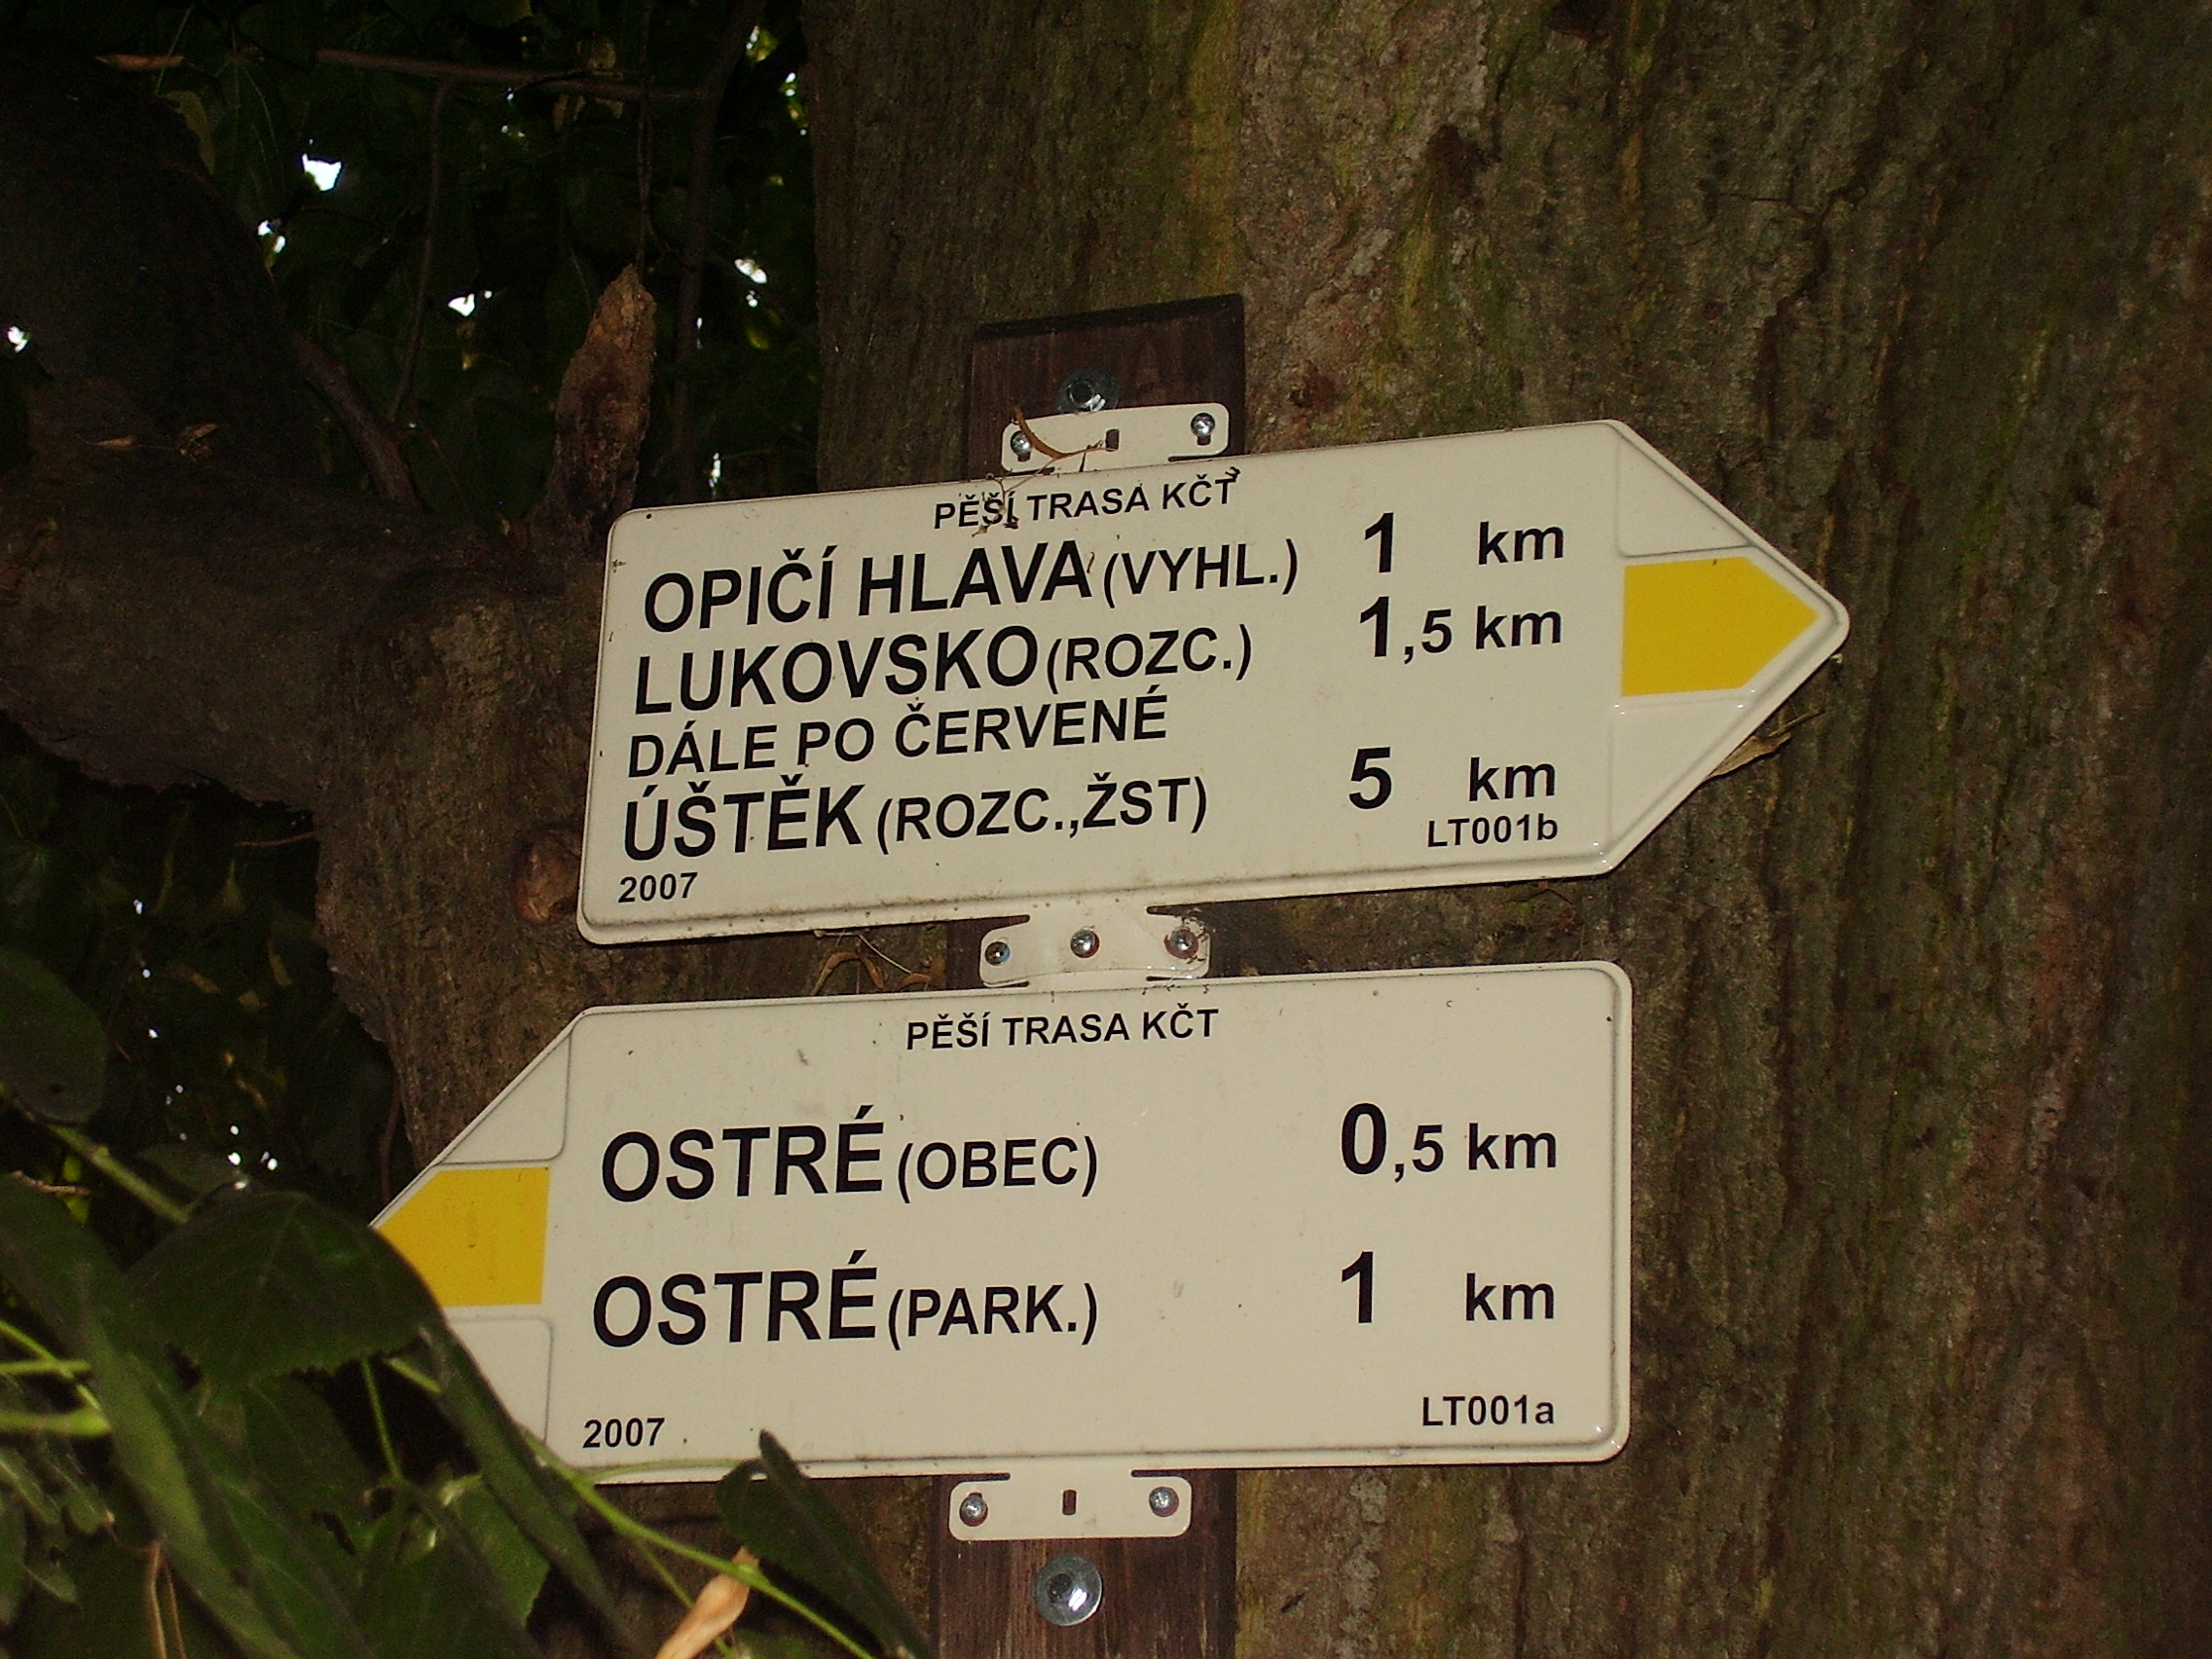 PĚŠÍ TRASA KČT
OPIČÍ HLAVA (VYHL.) 1 km
LUKOVSKO (ROZC.) 1,5 km
DÁLE PO ČERVENÉ
ÚŠTĚK (ROZC.,ŽST) 5 km
LT001b
2007
PĚŠÍ TRASA KČT
OSTRÉ (OBEC) 0,5 km
OSTRÉ (PARK.) 1 km
2007 LT001a